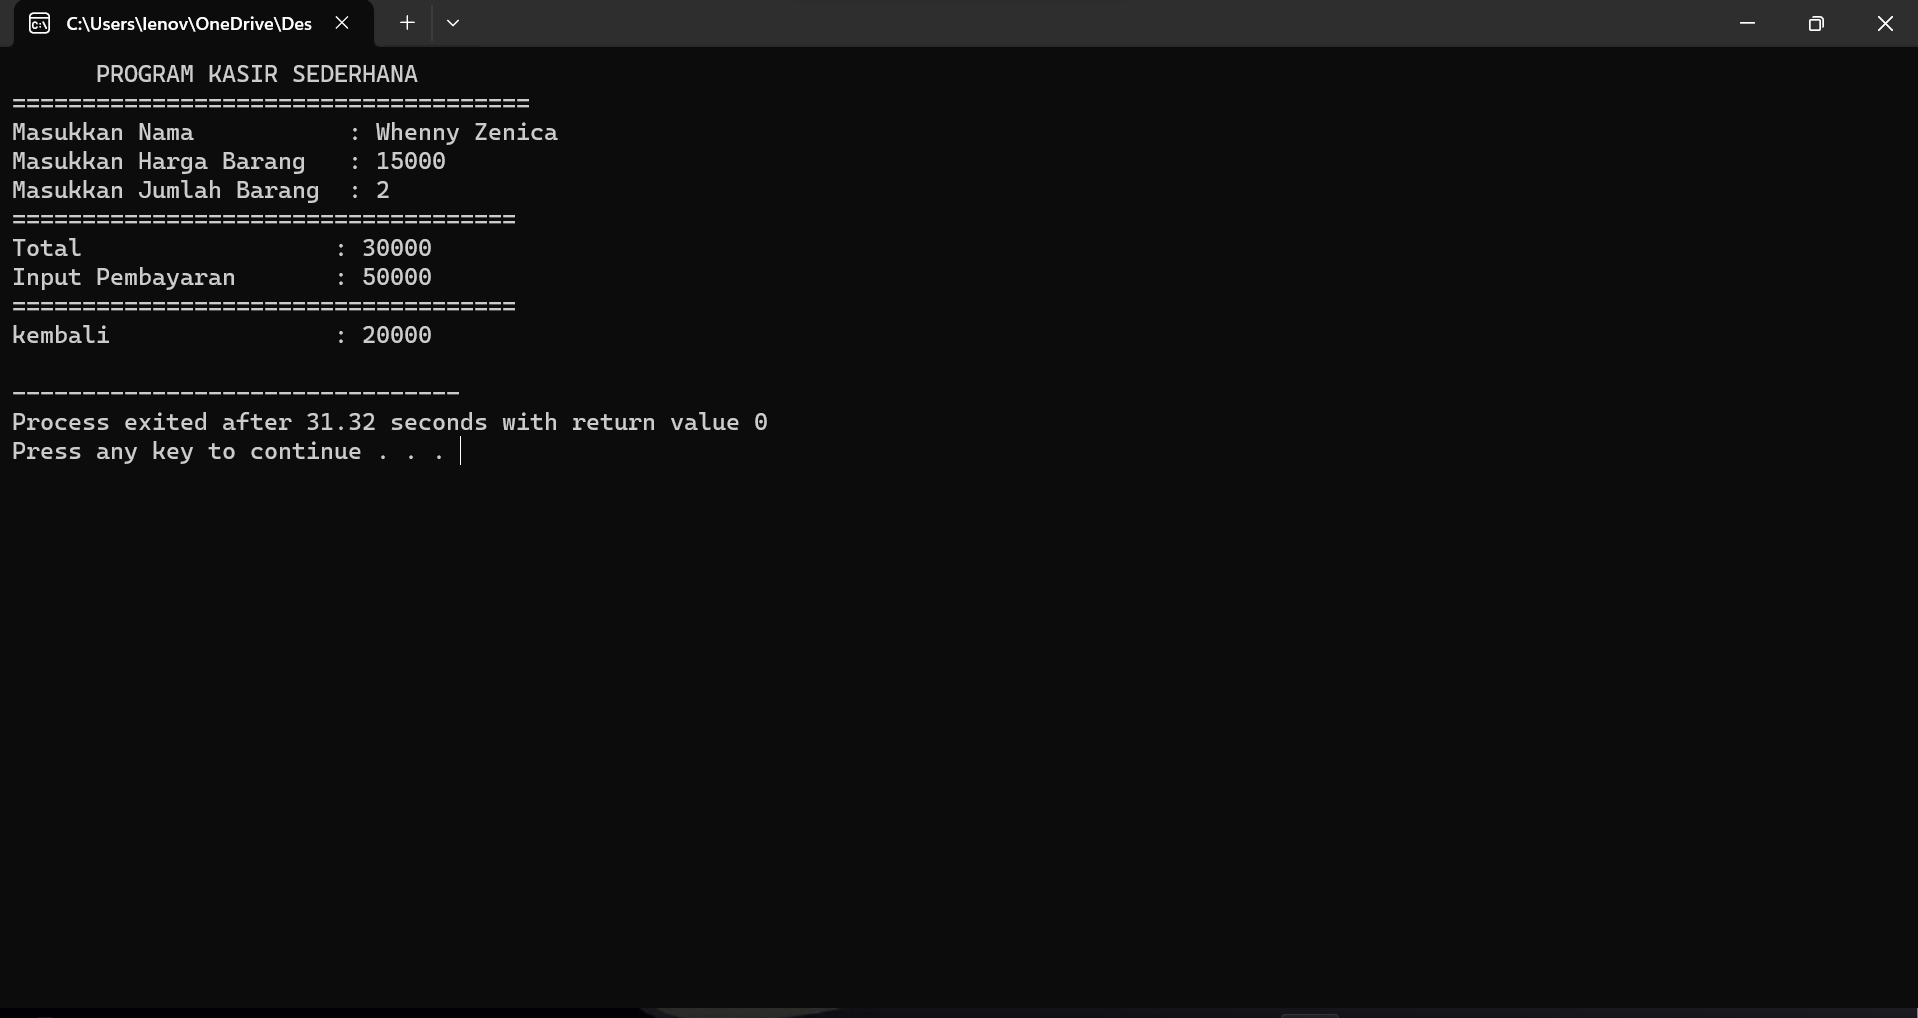 C:\Users\lenov\OneDrive\Des
PROGRAM KASIR SEDERHANA
=====================================
Masukkan Nama           : Whenny Zenica
Masukkan Harga Barang   : 15000
Masukkan Jumlah Barang  : 2
====================================
Total                  : 30000
Input Pembayaran       : 50000
====================================
kembali                : 20000
--------------------------------
Process exited after 31.32 seconds with return value 0
Press any key to continue . . .